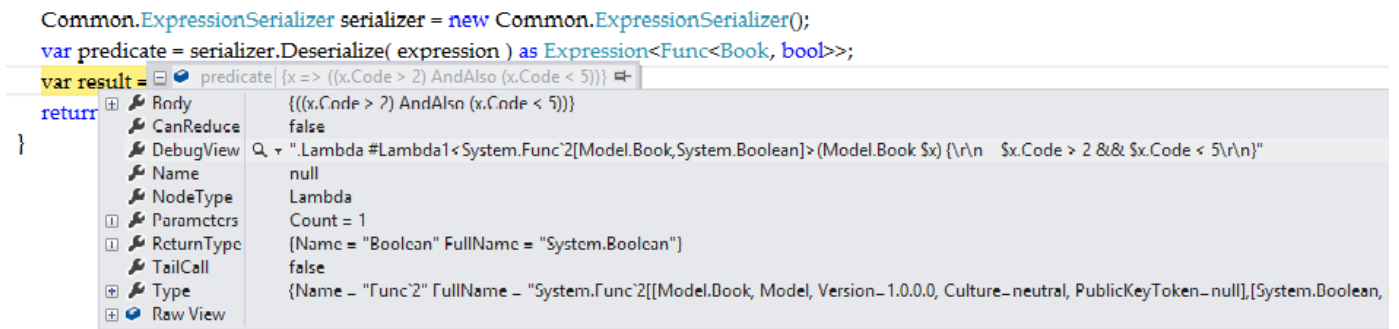 Common.ExpressionSerializer serializer = new Common.ExpressionSerializer();
var predicate = serializer.Deserialize( expression ) as Expression<Func<Book, bool>>;
var result = predicate {x => ((x.Code > 2) AndAlso (x.Code < 5))}
return
Body {((x.Code > 2) AndAlso (x.Code < 5))}
CanReduce false
DebugView ".Lambda #Lambda1<System.Func`2[Model.Book,System.Boolean]>(Model.Book $x) {\r\n    $x.Code > 2 && $x.Code < 5\r\n}"
}
Name null
NodeType Lambda
Parameters Count = 1
ReturnType {Name = "Boolean" FullName = "System.Boolean"}
TailCall false
Type {Name = "Func`2" FullName = "System.Func`2[[Model.Book, Model, Version=1.0.0.0, Culture=neutral, PublicKeyToken=null],[System.Boolean,
Raw View